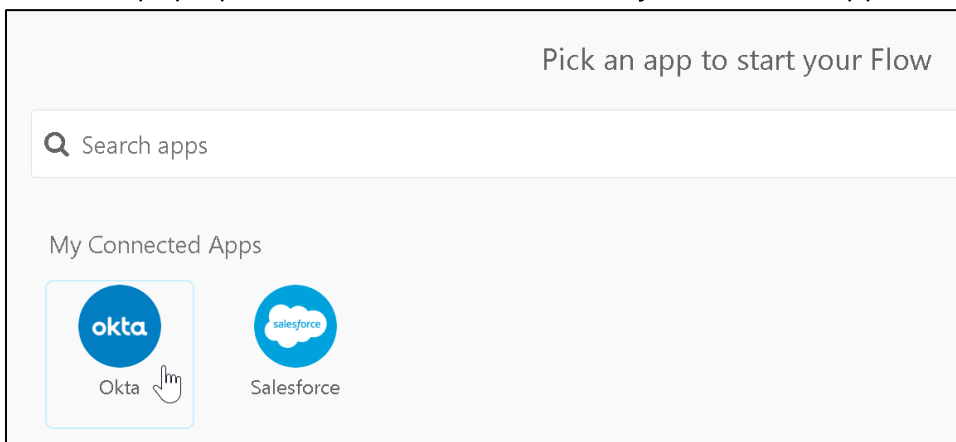 Pick an app to start your Flow
Search apps
My Connected Apps
okta
salesforce
Okta
Salesforce